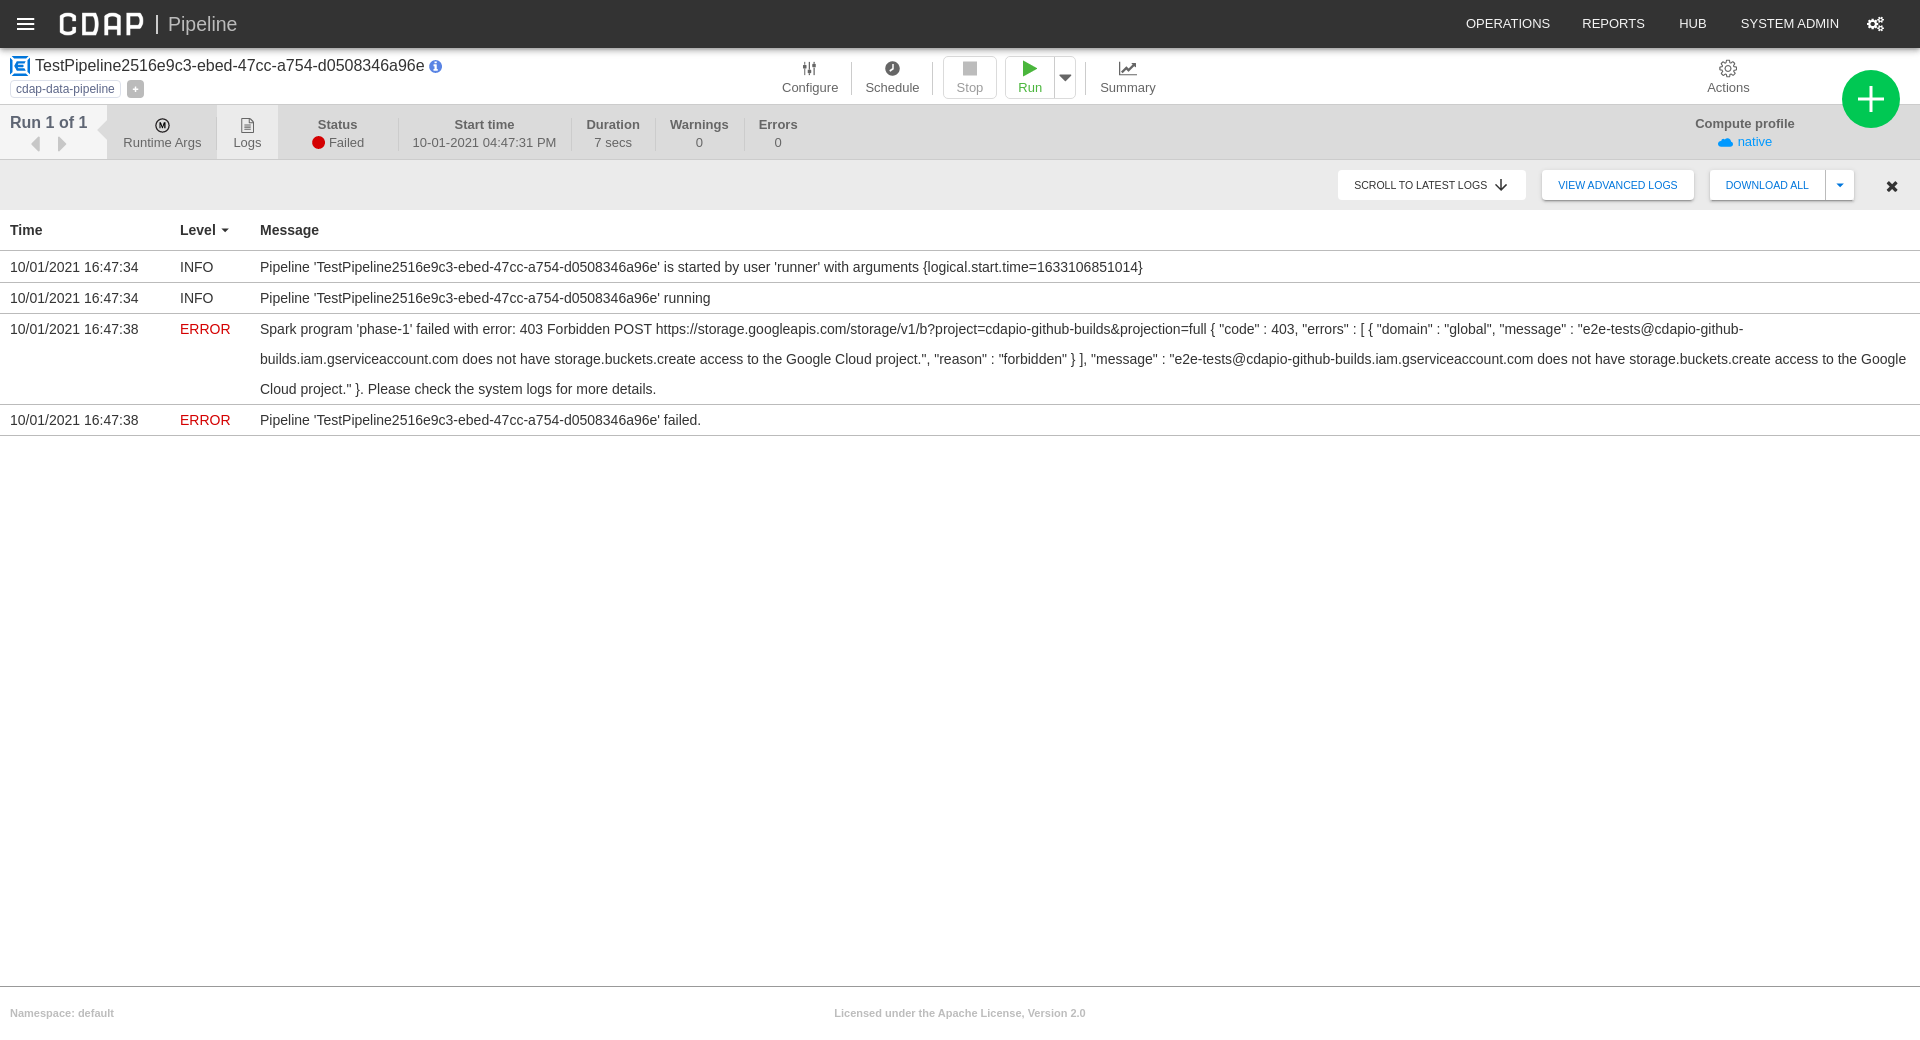 CDAP | Pipeline
OPERATIONS REPORTS HUB SYSTEM ADMIN
TestPipeline2516e9c3-ebed-47cc-a754-d0508346a96e
cdap-data-pipeline +
Configure Schedule Stop Run Summary Actions
Run 1 of 1
Runtime Args
Logs
Status
Failed
Start time
10-01-2021 04:47:31 PM
Duration
7 secs
Warnings
0
Errors
0
Compute profile
native
SCROLL TO LATEST LOGS VIEW ADVANCED LOGS DOWNLOAD ALL
Time Level Message
10/01/2021 16:47:34 INFO Pipeline 'TestPipeline2516e9c3-ebed-47cc-a754-d0508346a96e' is started by user 'runner' with arguments {logical.start.time=1633106851014}
10/01/2021 16:47:34 INFO Pipeline 'TestPipeline2516e9c3-ebed-47cc-a754-d0508346a96e' running
10/01/2021 16:47:38 ERROR Spark program 'phase-1' failed with error: 403 Forbidden POST https://storage.googleapis.com/storage/v1/b?project=cdapio-github-builds&projection=full { "code" : 403, "errors" : [ { "domain" : "global", "message" : "e2e-tests@cdapio-github-
builds.iam.gserviceaccount.com does not have storage.buckets.create access to the Google Cloud project.", "reason" : "forbidden" } ], "message" : "e2e-tests@cdapio-github-builds.iam.gserviceaccount.com does not have storage.buckets.create access to the Google
Cloud project." }. Please check the system logs for more details.
10/01/2021 16:47:38 ERROR Pipeline 'TestPipeline2516e9c3-ebed-47cc-a754-d0508346a96e' failed.
Namespace: default
Licensed under the Apache License, Version 2.0